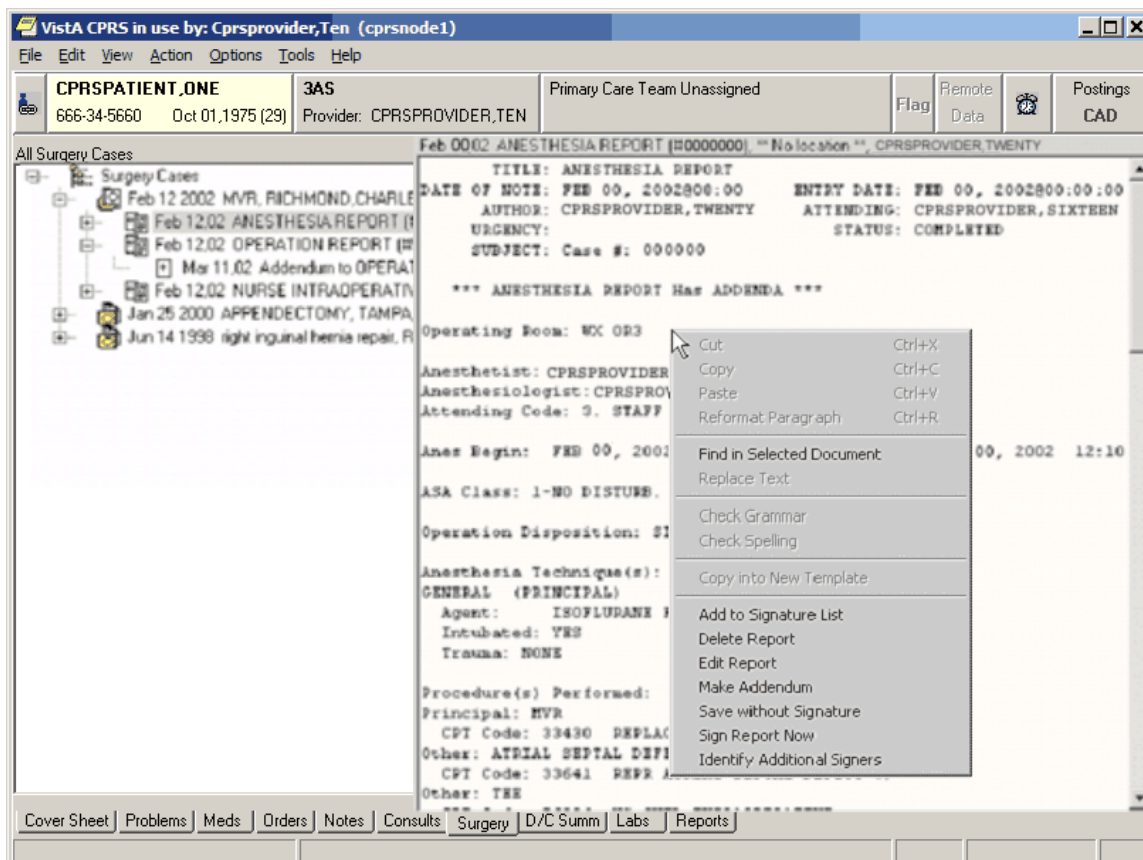 VistA CPRS in use by: Cprsprovider,Ten (cprsnode1)
File Edit View Action Options Tools Help
CPRSPATIENT,ONE
666-34-5660 Oct 01,1975 (29)
3AS
Provider: CPRSPROVIDER,TEN
Primary Care Team Unassigned
Flag
Remote Data
Postings
CAD
All Surgery Cases
Surgery Cases
Feb 12 2002 MVR, RICHMOND,CHARLE
Feb 12,02 ANESTHESIA REPORT (
Feb 12,02 OPERATION REPORT (#
Mar 11,02 Addendum to OPERAT
Feb 12,02 NURSE INTRAOPERATIV
Jan 25 2000 APPENDECTOMY, TAMPA,
Jun 14 1998 right inguinal hernia repair, R
Feb 00,02 ANESTHESIA REPORT (#0000000), ** No location **, CPRSPROVIDER,TWENTY
TITLE: ANESTHESIA REPORT
DATE OF NOTE: FEB 00, 2002@00:00 ENTRY DATE: FEB 00, 2002@00:00:00
AUTHOR: CPRSPROVIDER,TWENTY ATTENDING: CPRSPROVIDER,SIXTEEN
URGENCY: STATUS: COMPLETED
SUBJECT: Case #: 000000
*** ANESTHESIA REPORT Has ADDENDA ***
Operating Room: WX OR3
Anesthetist: CPRSPROVIDER
Anesthesiologist: CPRSPROV
Attending Code: 3. STAFF
Anes Begin: FEB 00, 2002 00, 2002 12:10
ASA Class: 1-NO DISTURB.
Operation Disposition: SI
Anesthesia Technique(s):
GENERAL (PRINCIPAL)
Agent: ISOFLURANE
Intubated: YES
Trauma: NONE
Procedure(s) Performed:
Principal: MVR
CPT Code: 33430 REPLAC
Other: ATRIAL SEPTAL DEF
CPT Code: 33641 REPR
Other: TEE
Cut Ctrl+X
Copy Ctrl+C
Paste Ctrl+V
Reformat Paragraph Ctrl+R
Find in Selected Document
Replace Text
Check Grammar
Check Spelling
Copy into New Template
Add to Signature List
Delete Report
Edit Report
Make Addendum
Save without Signature
Sign Report Now
Identify Additional Signers
Cover Sheet Problems Meds Orders Notes Consults Surgery D/C Summ Labs Reports